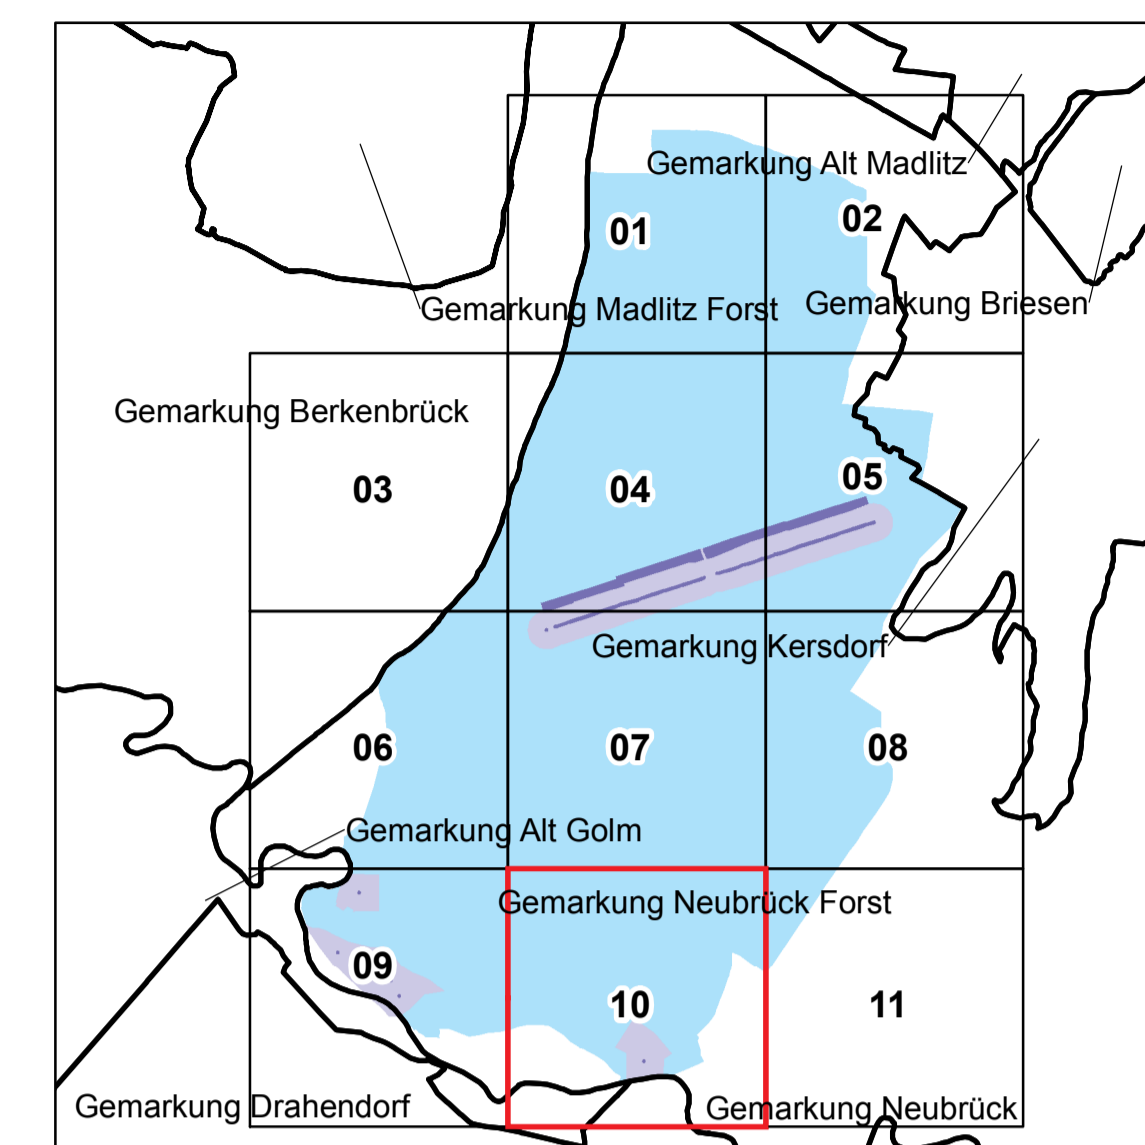 Gemarkung Alt Madlitz
01
02
Gemarkung Madlitz Forst
Gemarkung Briesen
Gemarkung Berkenbrück
03
04
05
Gemarkung Kersdorf
06
07
08
Gemarkung Alt Golm
Gemarkung Neubrück Forst
09
10
11
Gemarkung Drahendorf
Gemarkung Neubrück